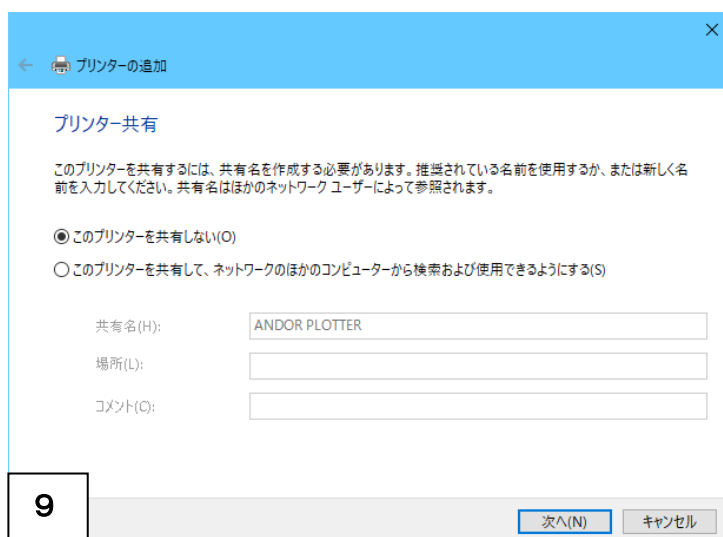 プリンターの追加
プリンター共有
このプリンターを共有するには、共有名を作成する必要があります。推奨されている名前を使用するか、または新しく名
前を入力してください。共有名はほかのネットワーク ユーザーによって参照されます。
このプリンターを共有しない(O)
このプリンターを共有して、ネットワークのほかのコンピューターから検索および使用できるようにする(S)
共有名(H): ANDOR PLOTTER
場所(L):
コメント(C):
9
次へ(N) キャンセル